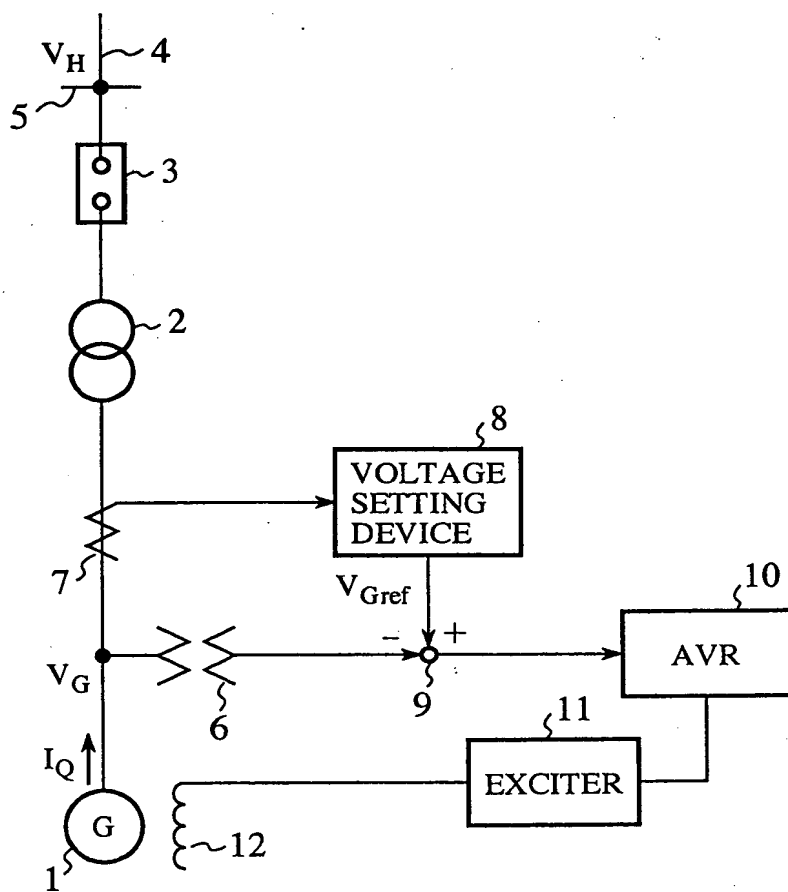 4
V_H
5
3
2
8
VOLTAGE
SETTING
DEVICE
7
V_Gref
10
− +
AVR
V_G
6
9
11
I_Q
EXCITER
G
12
1